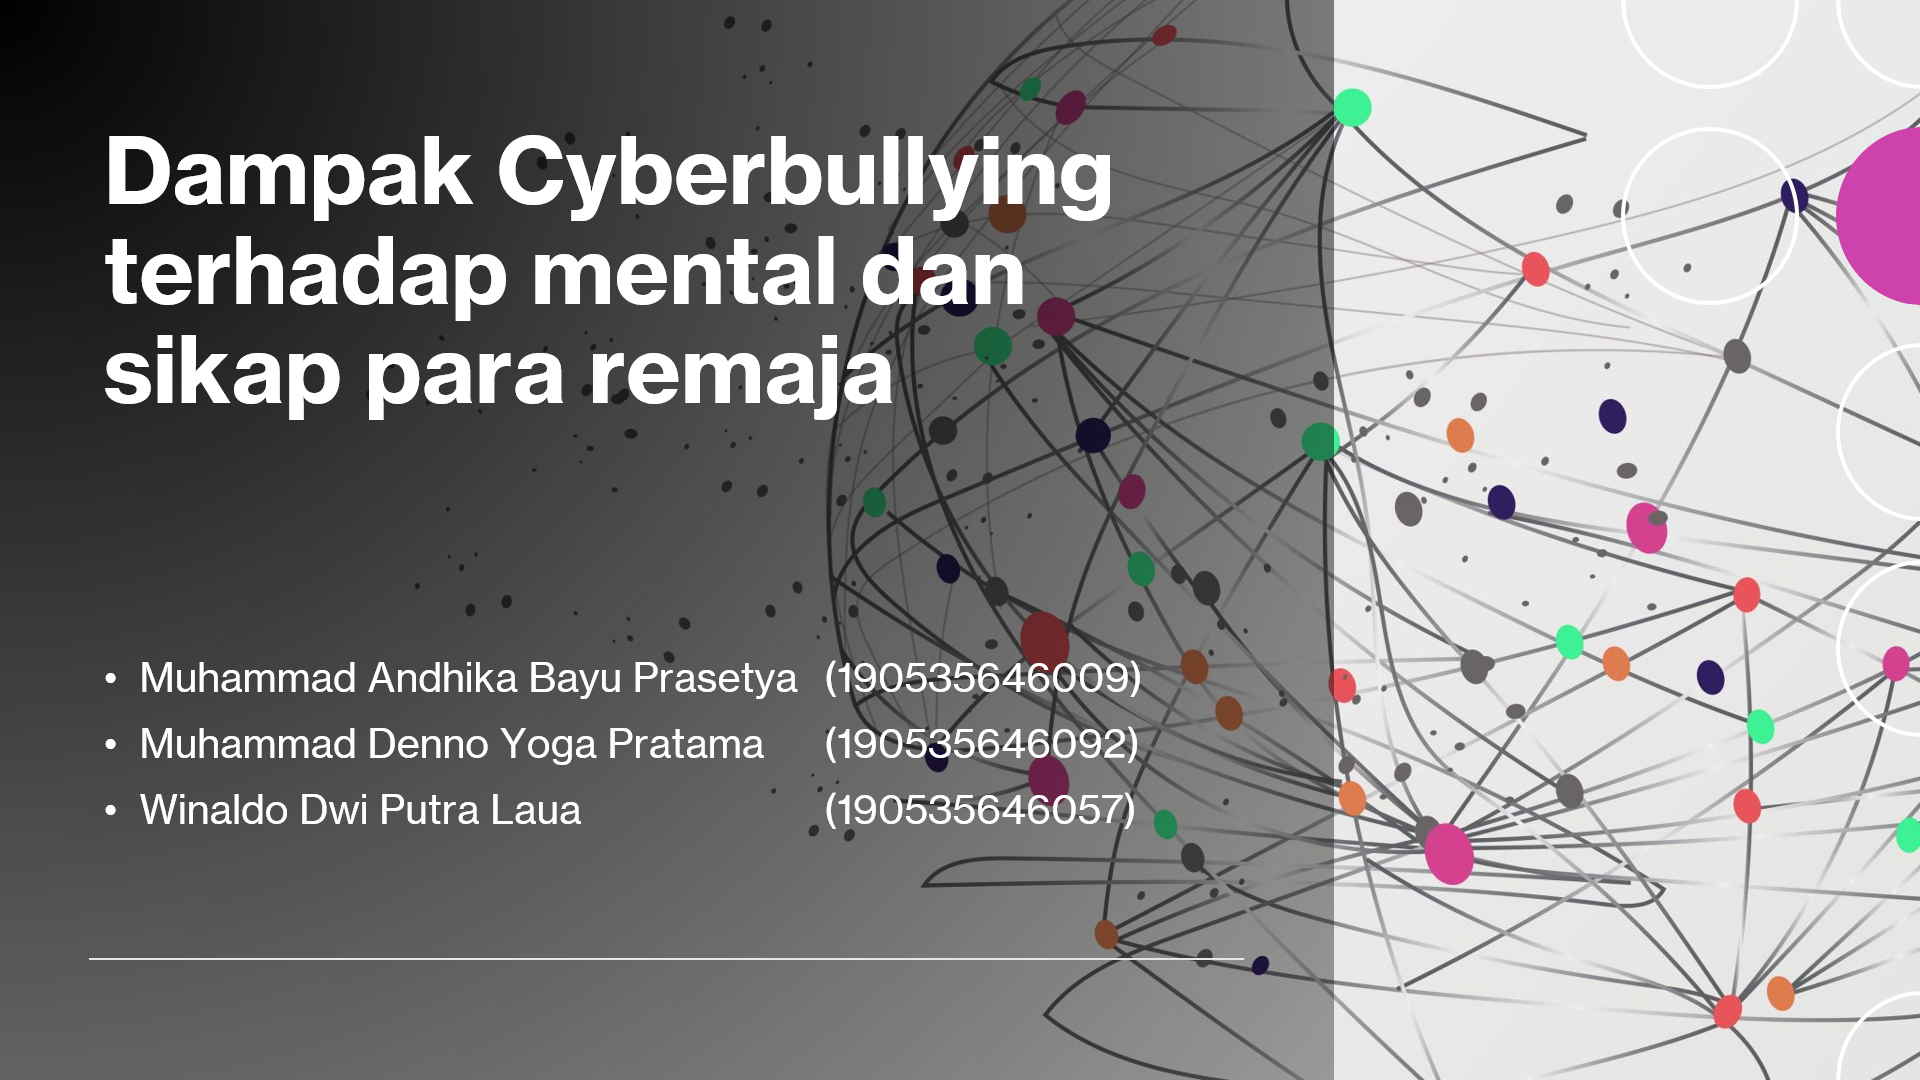 Dampak Cyberbullying
terhadap mental dan
sikap para remaja
• Muhammad Andhika Bayu Prasetya (190535646009)
• Muhammad Denno Yoga Pratama (190535646092)
• Winaldo Dwi Putra Laua (190535646057)